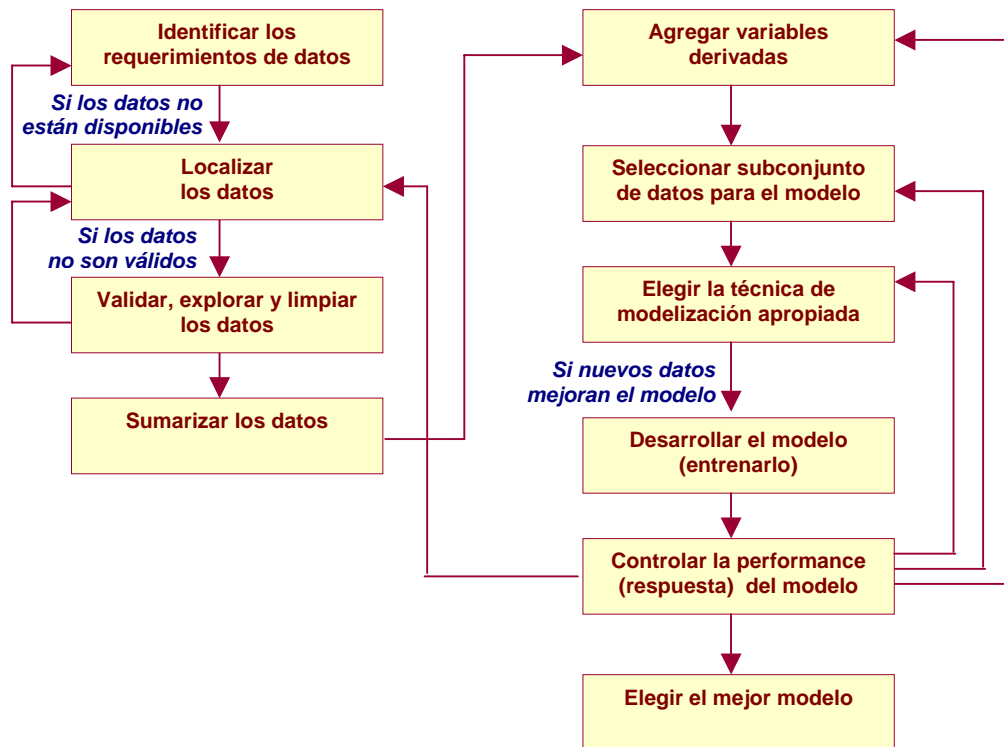 Identificar los
requerimientos de datos
Si los datos no
están disponibles
Localizar
los datos
Si los datos
no son válidos
Validar, explorar y limpiar
los datos
Sumarizar los datos
Agregar variables
derivadas
Seleccionar subconjunto
de datos para el modelo
Elegir la técnica de
modelización apropiada
Si nuevos datos
mejoran el modelo
Desarrollar el modelo
(entrenarlo)
Controlar la performance
(respuesta) del modelo
Elegir el mejor modelo